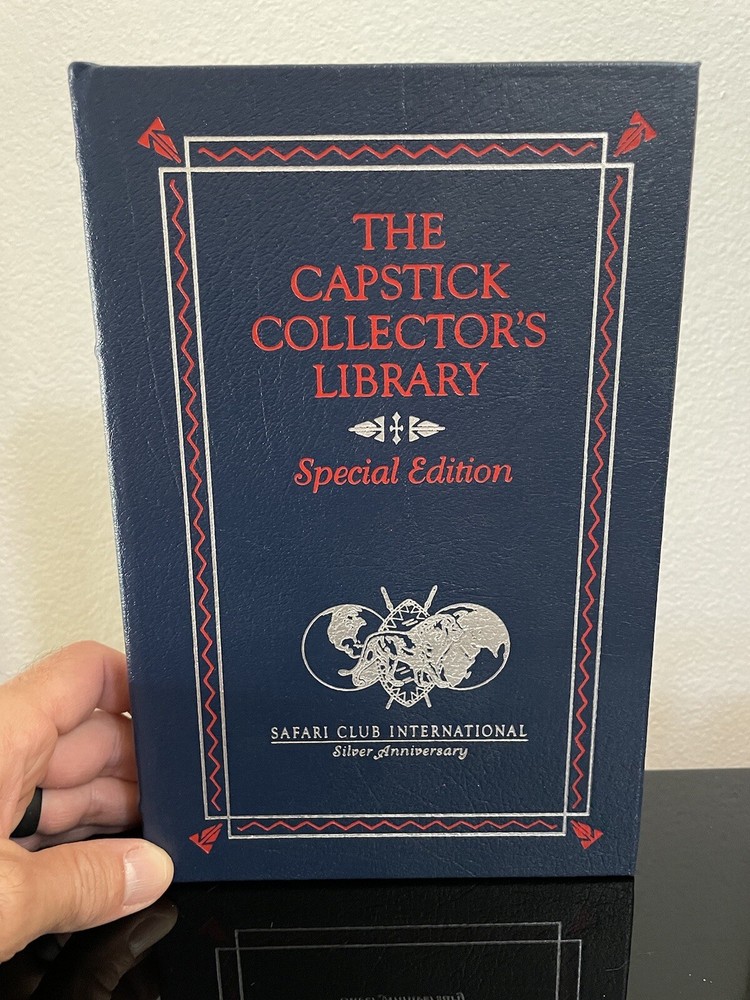 THE
CAPSTICK
COLLECTOR'S
LIBRARY
Special Edition
SAFARI CLUB INTERNATIONAL
Silver Anniversary